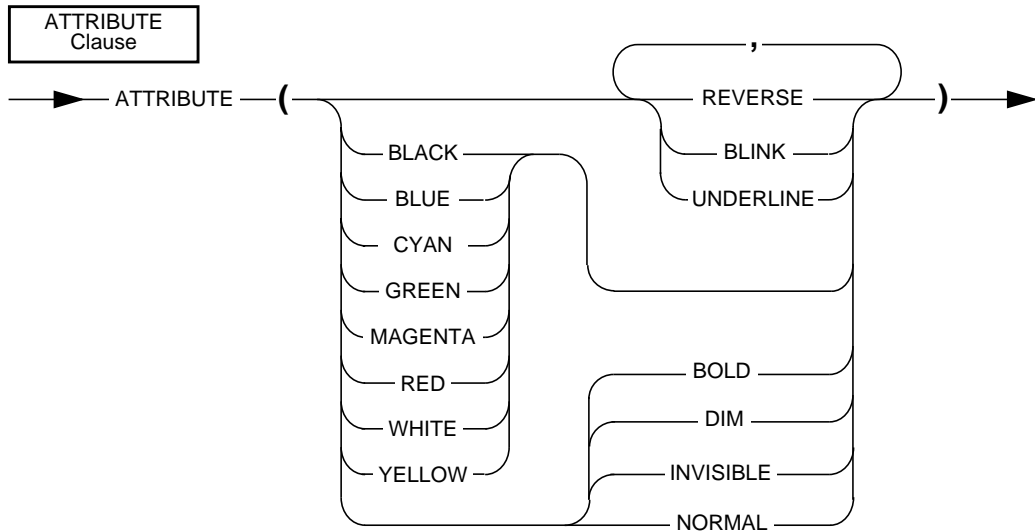 ATTRIBUTE
Clause
,
ATTRIBUTE ( REVERSE )
BLACK BLINK
BLUE UNDERLINE
CYAN
GREEN
MAGENTA
RED BOLD
WHITE DIM
YELLOW INVISIBLE
NORMAL